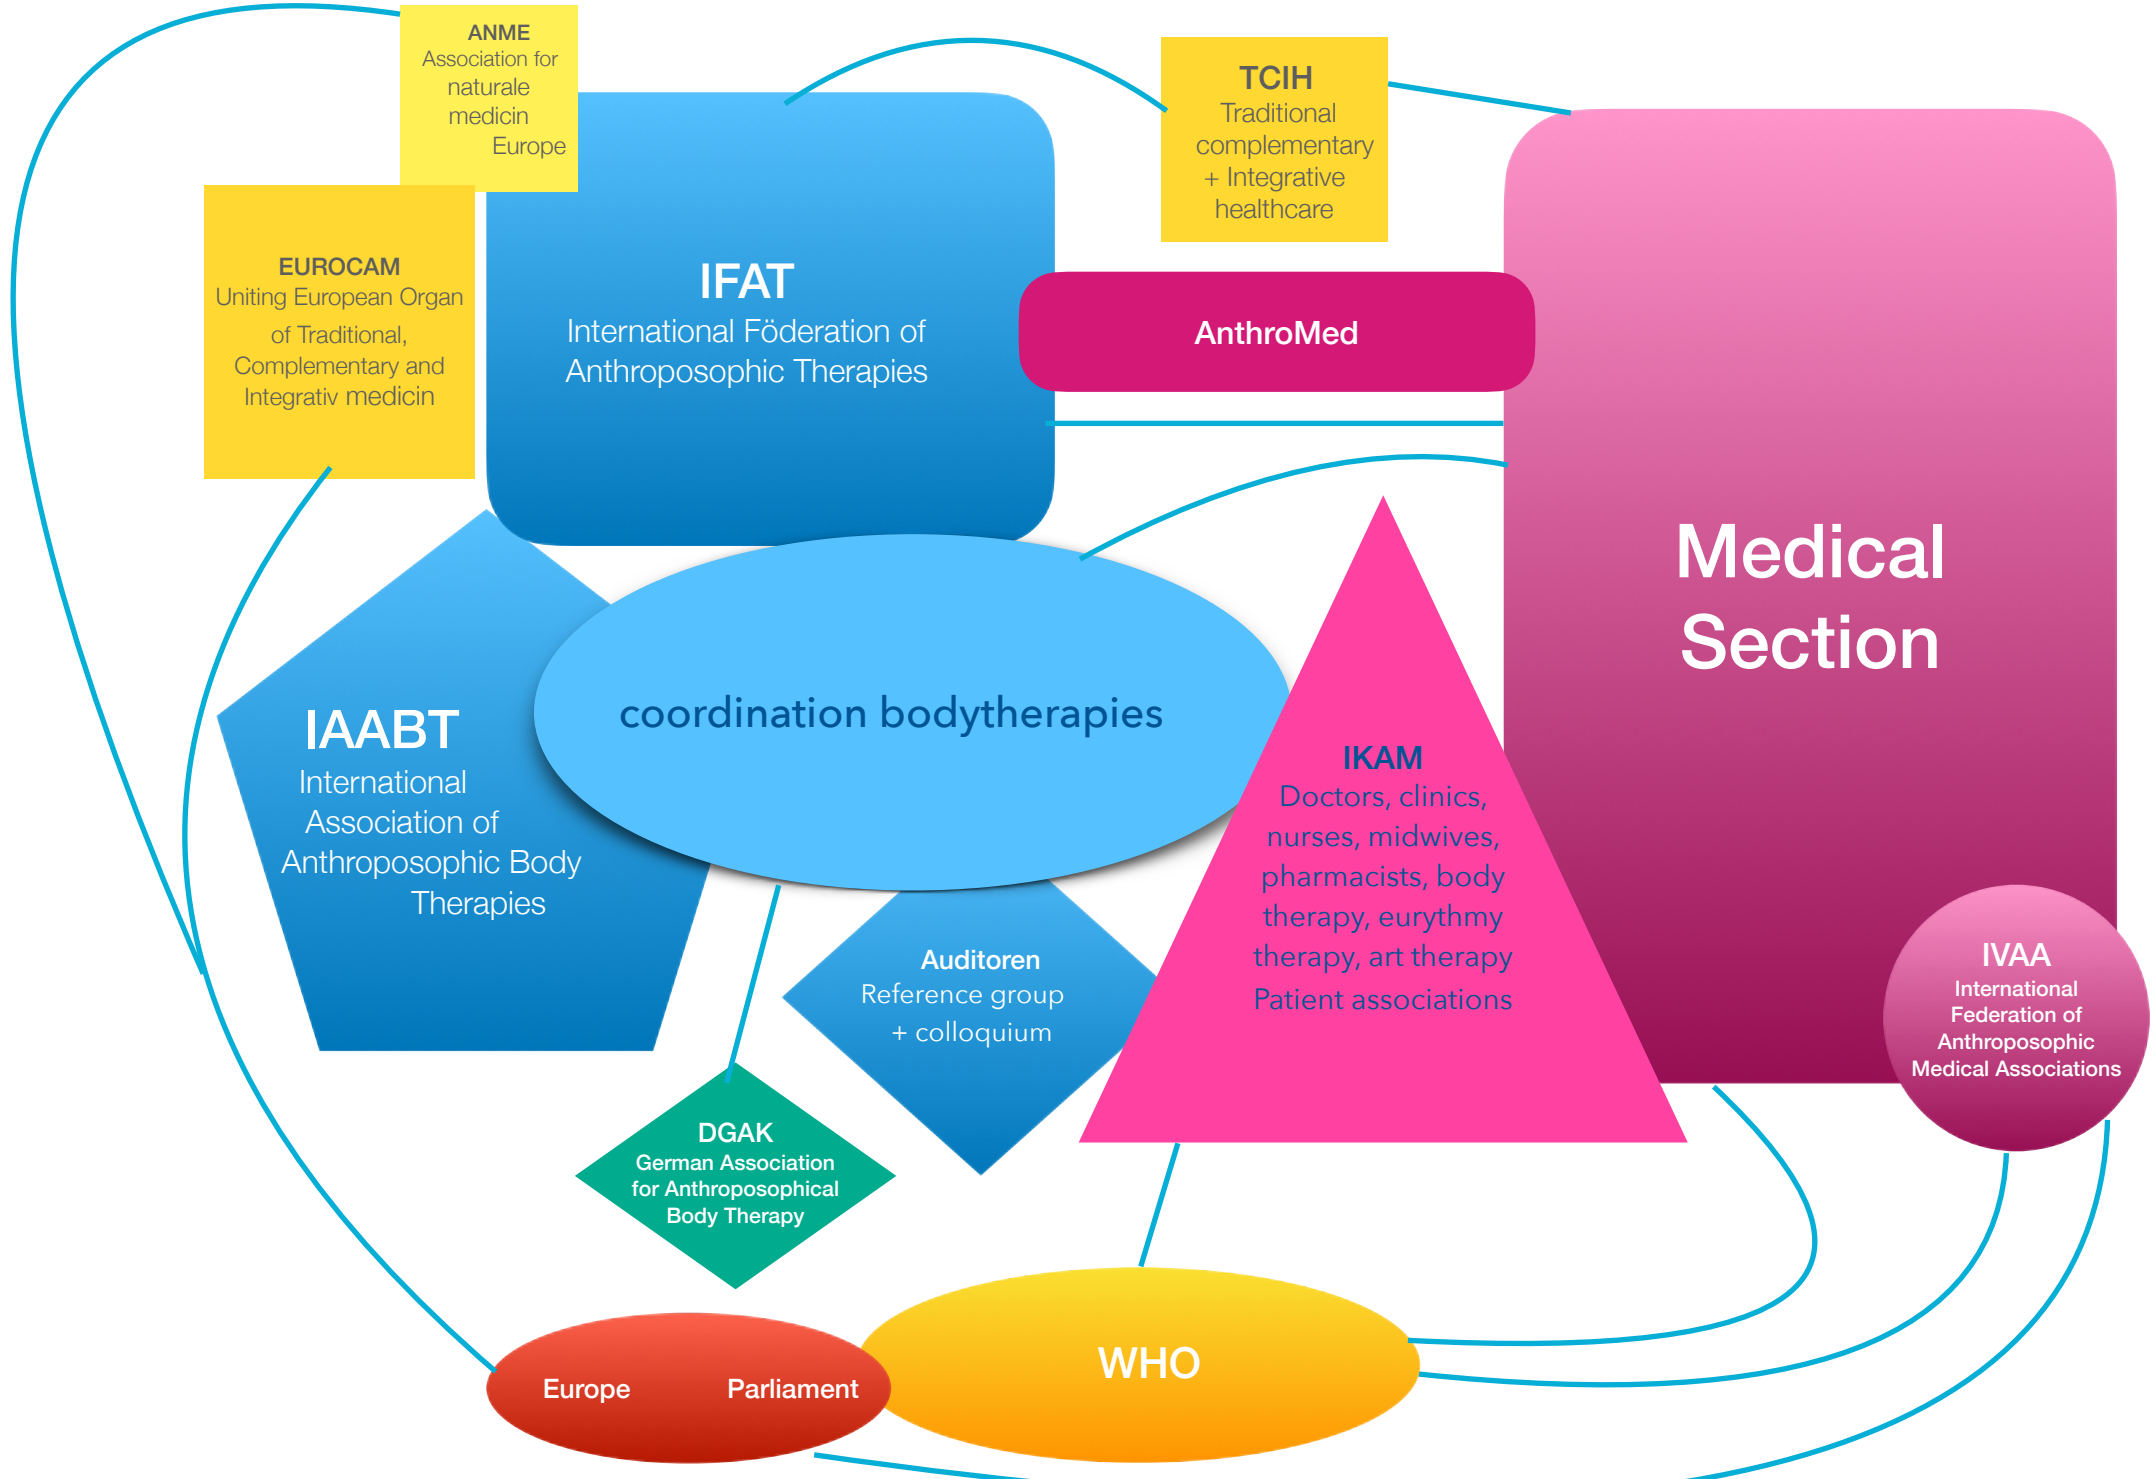 ANME
Association for
naturale
medicin
Europe
TCIH
Traditional
complementary
+ Integrative
healthcare
EUROCAM
Uniting European Organ
of Traditional,
Complementary and
Integrativ medicin
IFAT
International Föderation of
Anthroposophic Therapies
AnthroMed
Medical
Section
coordination bodytherapies
IAABT
International
Association of
Anthroposophic Body
Therapies
IKAM
Doctors, clinics,
nurses, midwives,
pharmacists, body
therapy, eurythmy
therapy, art therapy
Patient associations
Auditoren
Reference group
+ colloquium
IVAA
International
Federation of
Anthroposophic
Medical Associations
DGAK
German Association
for Anthroposophical
Body Therapy
WHO
Europe Parliament